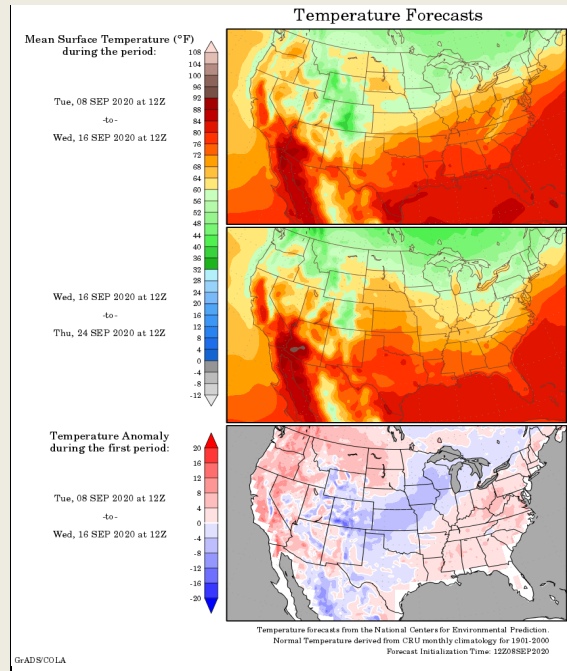 Temperature Forecasts
Mean Surface Temperature (°F)
during the period:
Tue, 08 SEP 2020 at 12Z
-to-
Wed, 16 SEP 2020 at 12Z
108
104
100
96
92
88
84
80
76
72
68
64
60
56
52
48
44
40
36
32
28
24
20
16
12
8
4
0
-4
-8
-12
Wed, 16 SEP 2020 at 12Z
-to-
Thu, 24 SEP 2020 at 12Z
Temperature Anomaly
during the first period:
Tue, 08 SEP 2020 at 12Z
-to-
Wed, 16 SEP 2020 at 12Z
20
16
12
8
4
0
-4
-8
-12
-16
-20
Temperature forecasts from the National Centers for Environmental Prediction.
Normal Temperature derived from CRU monthly climatology for 1901-2000
Forecast Initialization Time: 12Z08SEP2020
GrADS/COLA